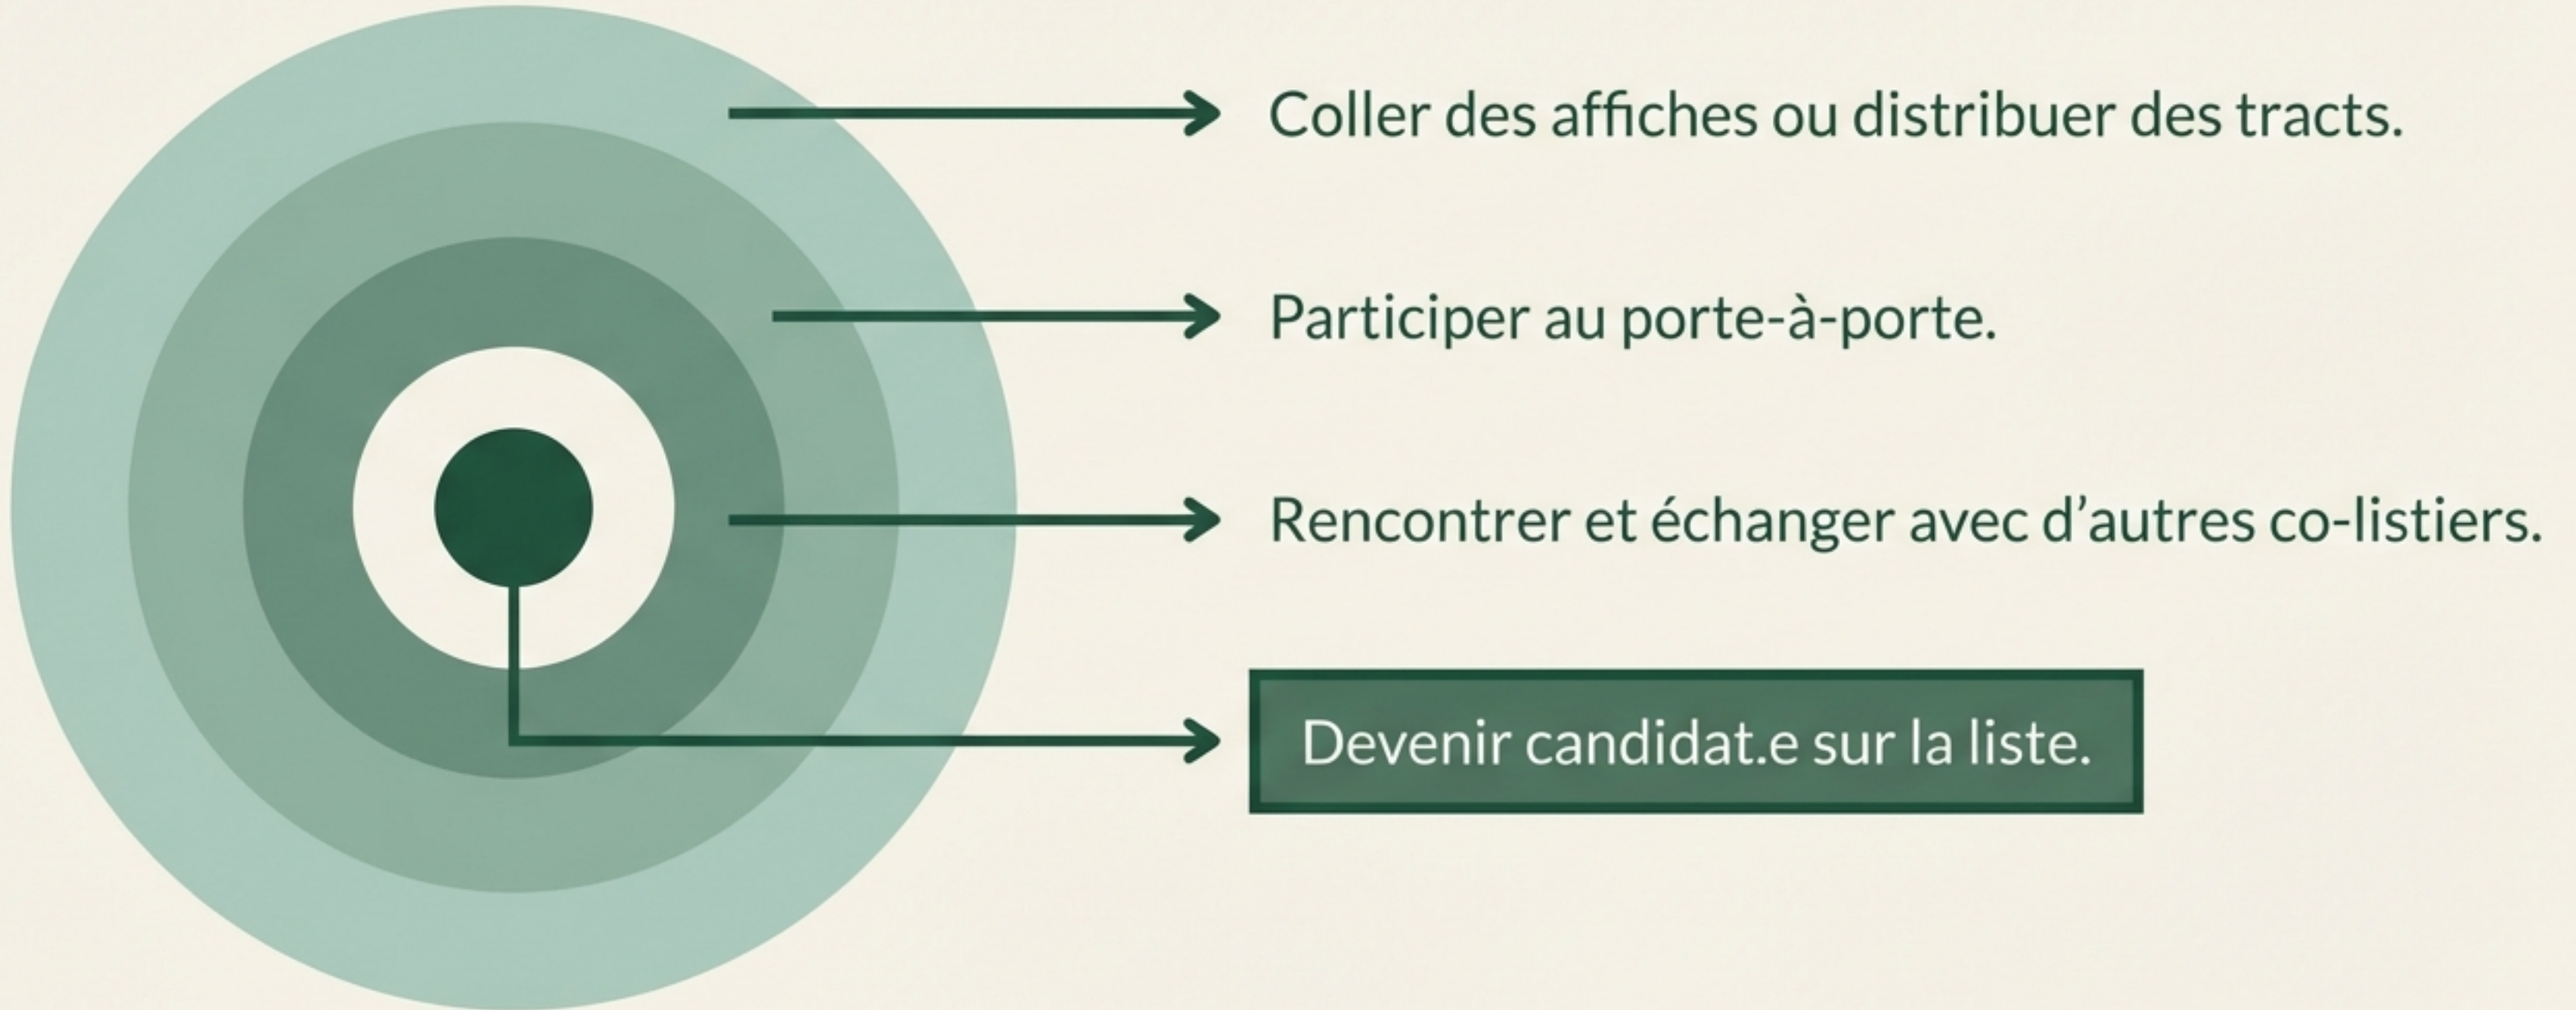 Coller des affiches ou distribuer des tracts.
Participer au porte-à-porte.
Rencontrer et échanger avec d’autres co-listiers.
Devenir candidat.e sur la liste.